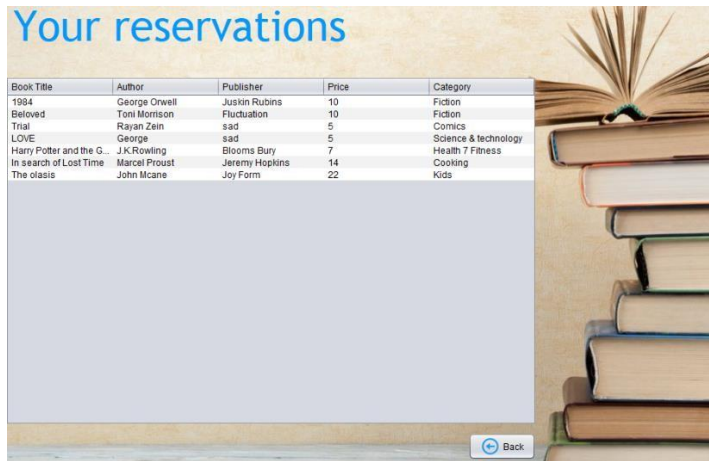 Your reservations
Book Title Author Publisher Price Category
1984 George Orwell Juskin Rubins 10 Fiction
Beloved Toni Morrison Fluctuation 10 Fiction
Trial Rayan Zein sad 5 Comics
LOVE George sad 5 Science & technology
Harry Potter and the G... J.K.Rowling Blooms Bury 7 Health 7 Fitness
In search of Lost Time Marcel Proust Jeremy Hopkins 14 Cooking
The olasis John Mcane Joy Form 22 Kids
Back